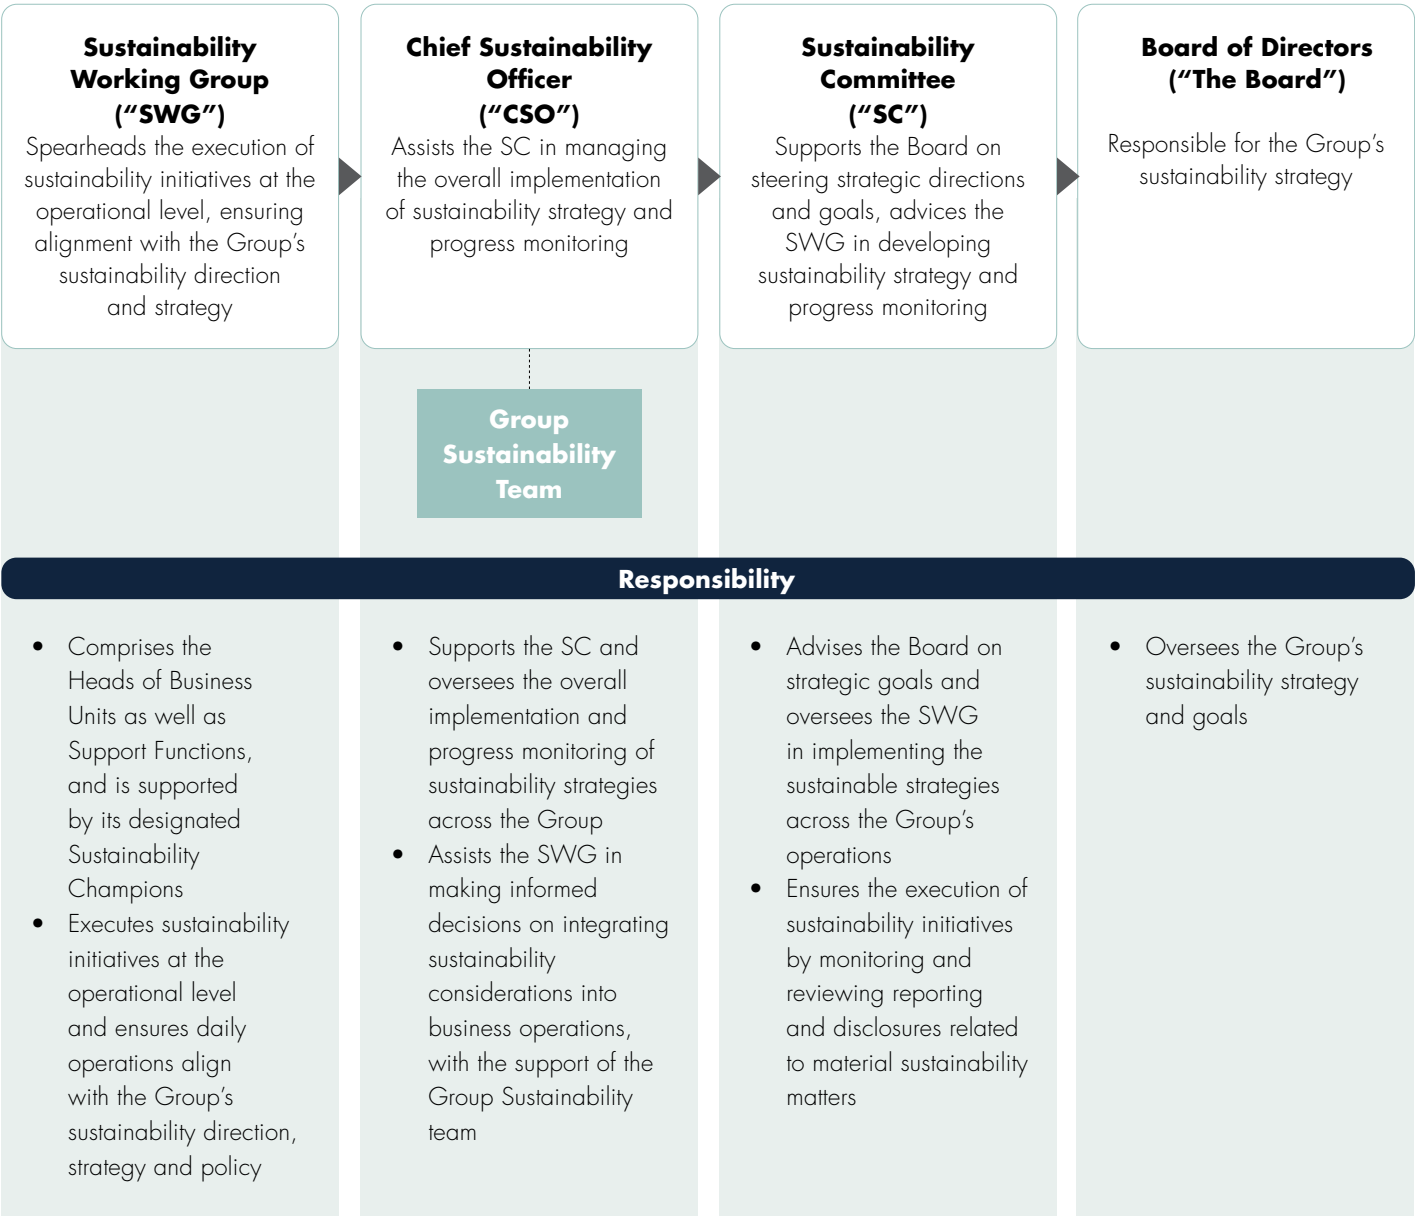 Sustainability
Working Group
(“SWG”)
Spearheads the execution of
sustainability initiatives at the
operational level, ensuring
alignment with the Group’s
sustainability direction
and strategy
Chief Sustainability
Officer
(“CSO”)
Assists the SC in managing
the overall implementation
of sustainability strategy and
progress monitoring
Sustainability
Committee
(“SC”)
Supports the Board on
steering strategic directions
and goals, advices the
SWG in developing
sustainability strategy and
progress monitoring
Board of Directors
(“The Board”)
Responsible for the Group’s
sustainability strategy
Group
Sustainability
Team
Responsibility
• Comprises the
Heads of Business
Units as well as
Support Functions,
and is supported
by its designated
Sustainability
Champions
• Executes sustainability
initiatives at the
operational level
and ensures daily
operations align
with the Group’s
sustainability direction,
strategy and policy
• Supports the SC and
oversees the overall
implementation and
progress monitoring of
sustainability strategies
across the Group
• Assists the SWG in
making informed
decisions on integrating
sustainability
considerations into
business operations,
with the support of the
Group Sustainability
team
• Advises the Board on
strategic goals and
oversees the SWG
in implementing the
sustainable strategies
across the Group’s
operations
• Ensures the execution of
sustainability initiatives
by monitoring and
reviewing reporting
and disclosures related
to material sustainability
matters
• Oversees the Group’s
sustainability strategy
and goals